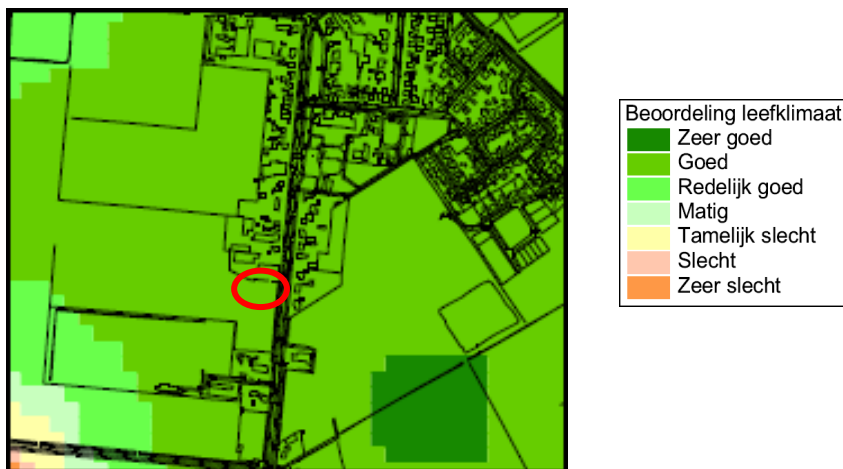 Beoordeling leefklimaat
Zeer goed
Goed
Redelijk goed
Matig
Tamelijk slecht
Slecht
Zeer slecht